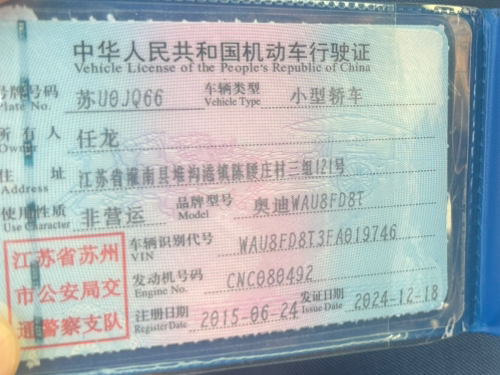 中华人民共和国机动车行驶证
Vehicle License of the People's Republic of China
号牌号码 苏U0JQ66 车辆类型 小型轿车
Plate No. Vehicle Type
所有人 任龙
Owner
住址 江苏省灌南县堆沟港镇陈腰庄村三组121号
Address
使用性质 非营运 品牌型号 奥迪WAU8FD8T
Use Character Model
江苏省苏州 车辆识别代号 WAU8FD8T3FA019746
VIN
市公安局交 发动机号码 CNC080492
Engine No.
通警察支队 注册日期 2015-06-24 发证日期 2024-12-18
Register Date Issue Date